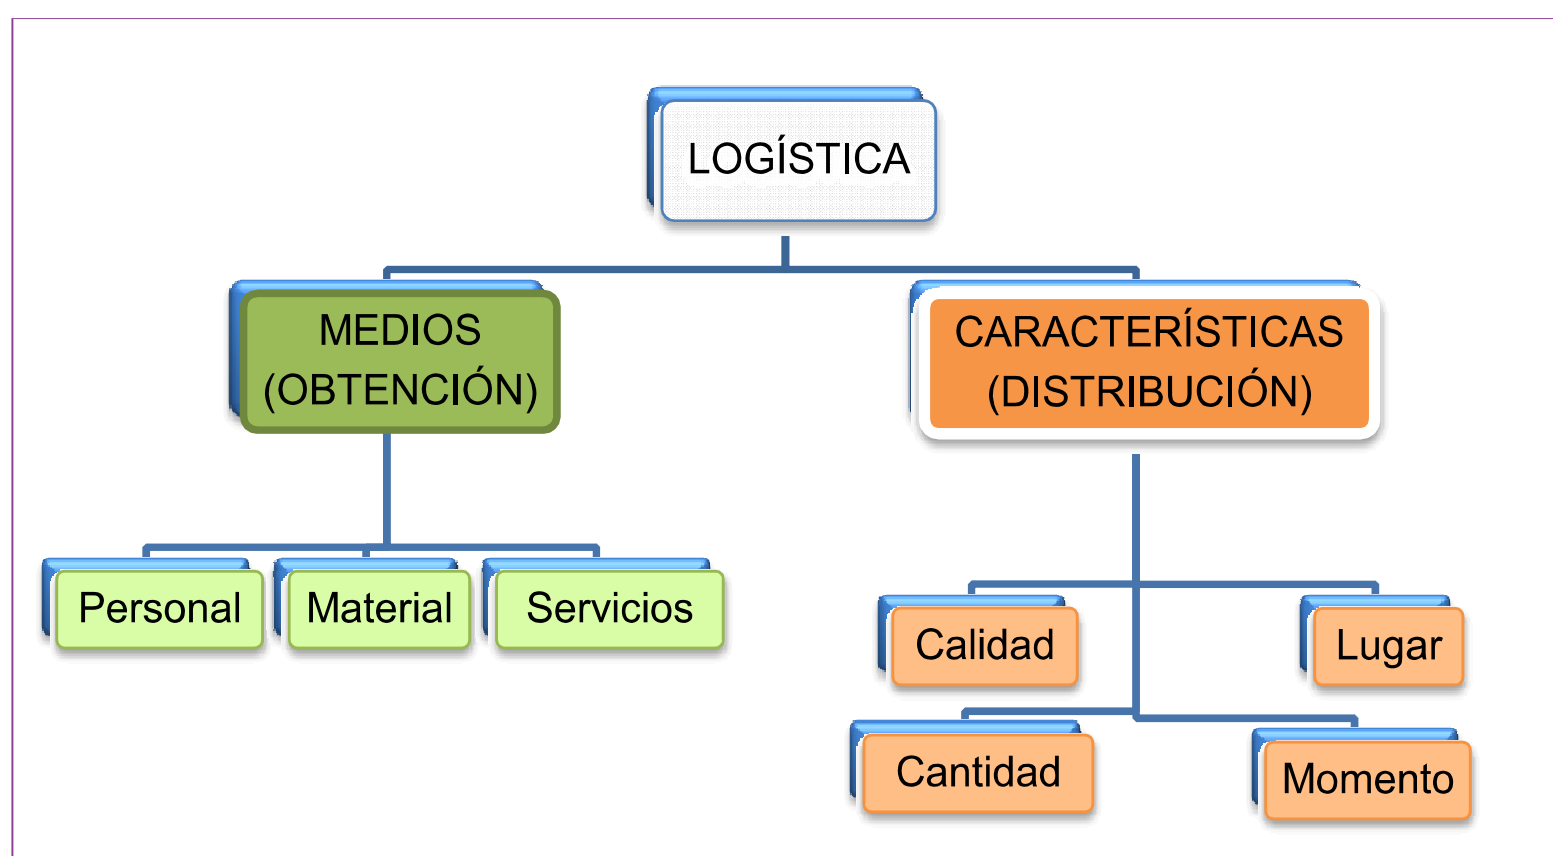 LOGÍSTICA
MEDIOS
(OBTENCIÓN)
CARACTERÍSTICAS
(DISTRIBUCIÓN)
Personal
Material
Servicios
Calidad
Lugar
Cantidad
Momento